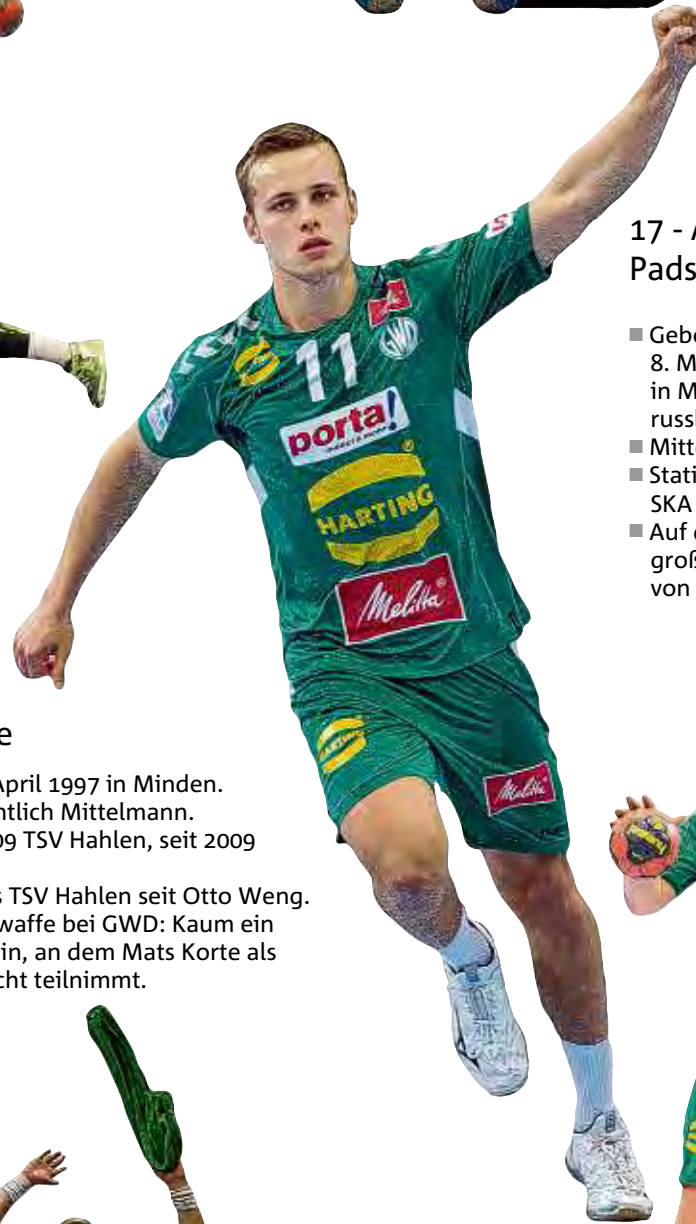 17 - A
Pads
Gebo
8. M
in M
russl
Mitte
Stati
SKA
Auf d
groß
von
11
GWD
porta!
HARTING
Melitta
HARTING
Melitta
e
April 1997 in Minden.
ntlich Mittelmann.
09 TSV Hahlen, seit 2009
s TSV Hahlen seit Otto Weng.
waffe bei GWD: Kaum ein
in, an dem Mats Korte als
cht teilnimmt.